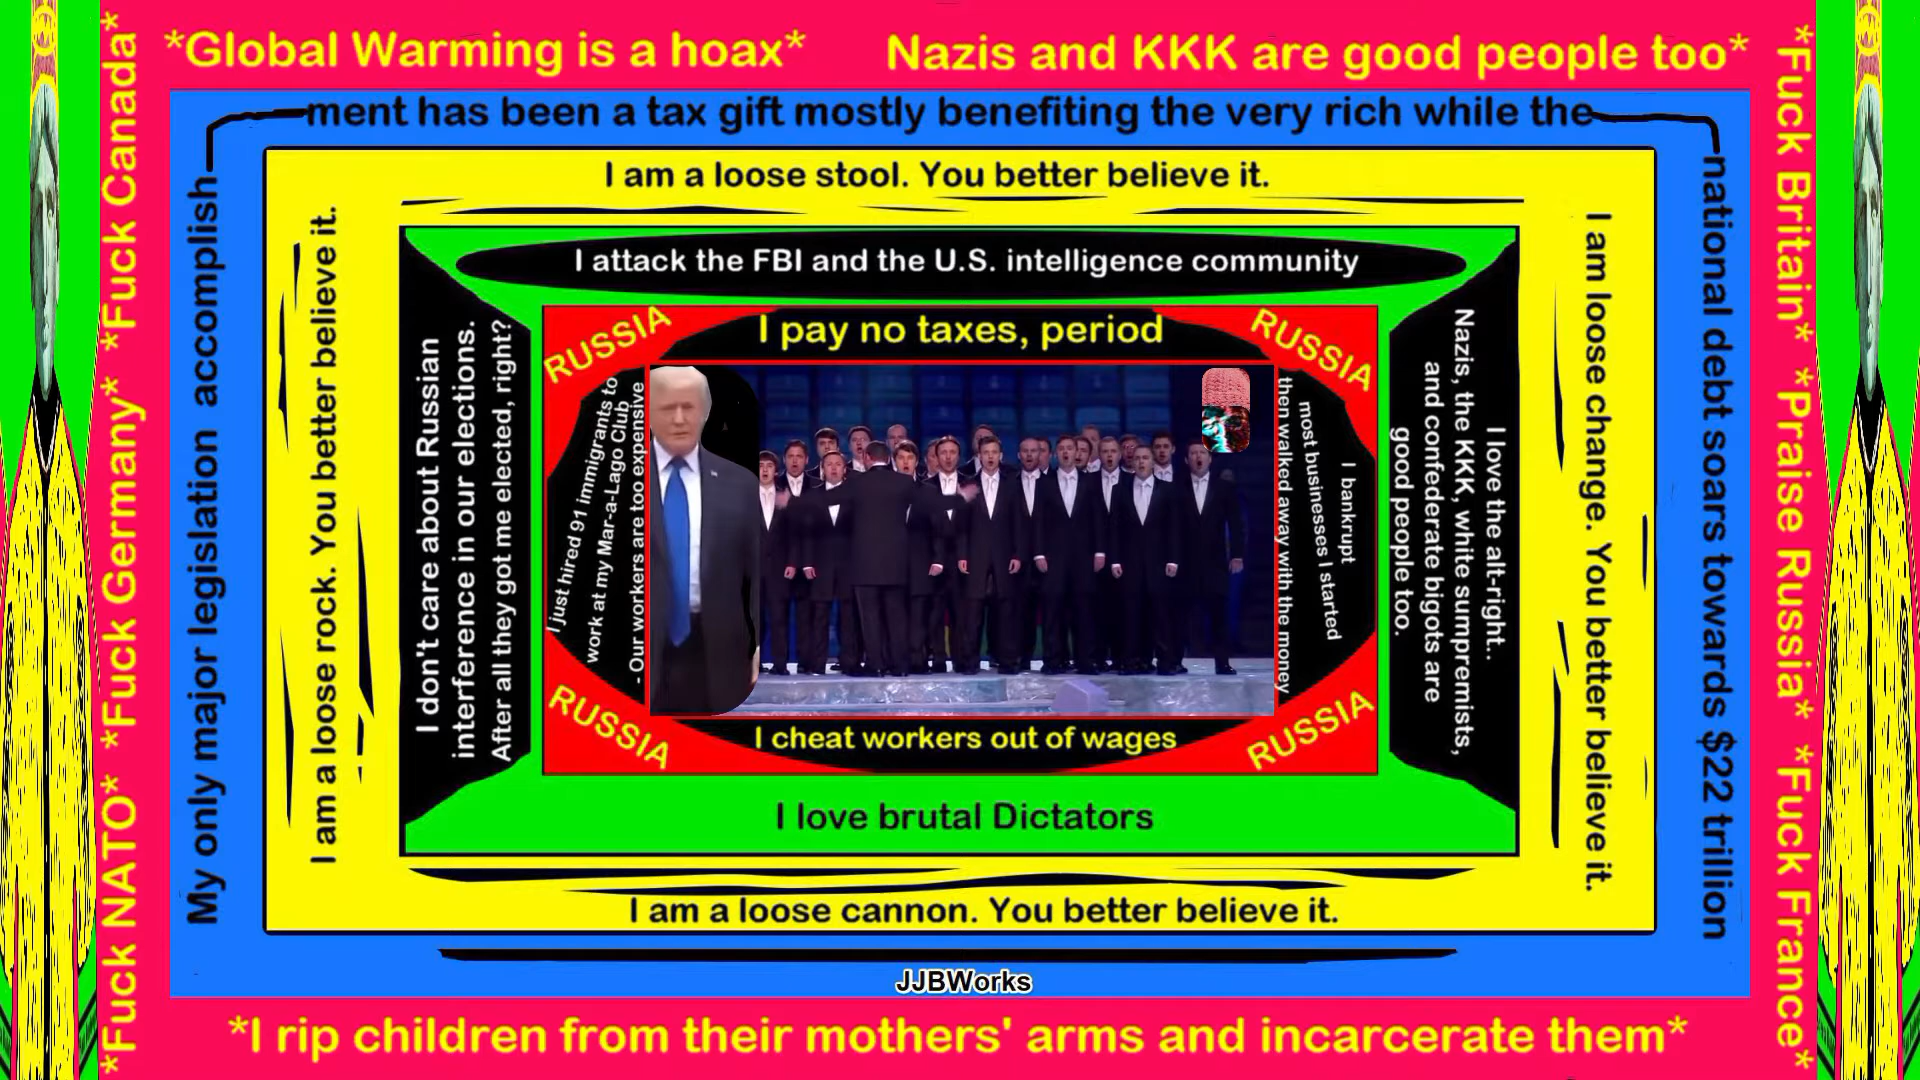 *Global Warming is a hoax*
Nazis and KKK are good people too*
*Fuck Britain* *Praise Russia* *Fuck France*
*I rip children from their mothers' arms and incarcerate them*
*Fuck NATO* *Fuck Germany* *Fuck Canada*
My only major legislation accomplish
ment has been a tax gift mostly benefiting the very rich while the
national debt soars towards $22 trillion
I am a loose stool. You better believe it.
I am loose change. You better believe it.
I am a loose cannon. You better believe it.
I am a loose rock. You better believe it.
I attack the FBI and the U.S. intelligence community
I don't care about Russian
interference in our elections.
After all they got me elected, right?
I love the alt-right..
Nazis, the KKK, white sumpremists,
and confederate bigots are
good people too.
I love brutal Dictators
RUSSIA
I pay no taxes, period
RUSSIA
I just hired 91 immigrants to
work at my Mar-a-Lago Club
- Our workers are too expensive
I bankrupt
most businesses I started
then walked away with the money
RUSSIA
I cheat workers out of wages
RUSSIA
JJBWorks